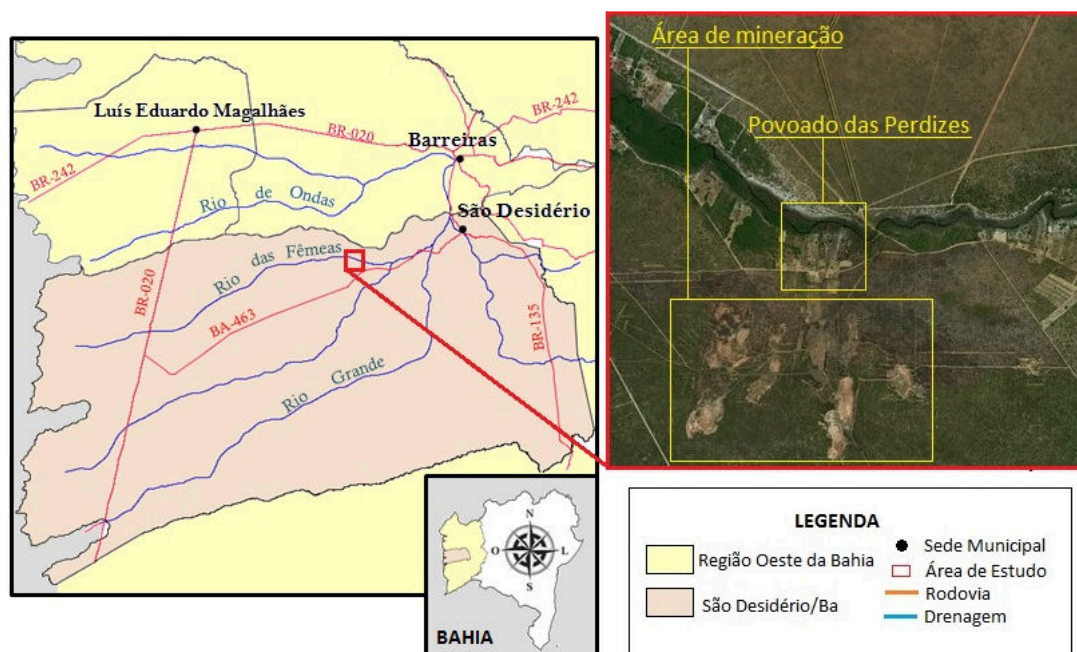 Luís Eduardo Magalhães
BR-242
BR-020
BR-242
Barreiras
Rio de Ondas
São Desidério
Rio das Fêmeas
BR-020
BA-463
BR-135
Rio Grande
Área de mineração
Povoado das Perdizes
N
O
L
S
BAHIA
LEGENDA
Região Oeste da Bahia
São Desidério/Ba
Sede Municipal
Área de Estudo
Rodovia
Drenagem